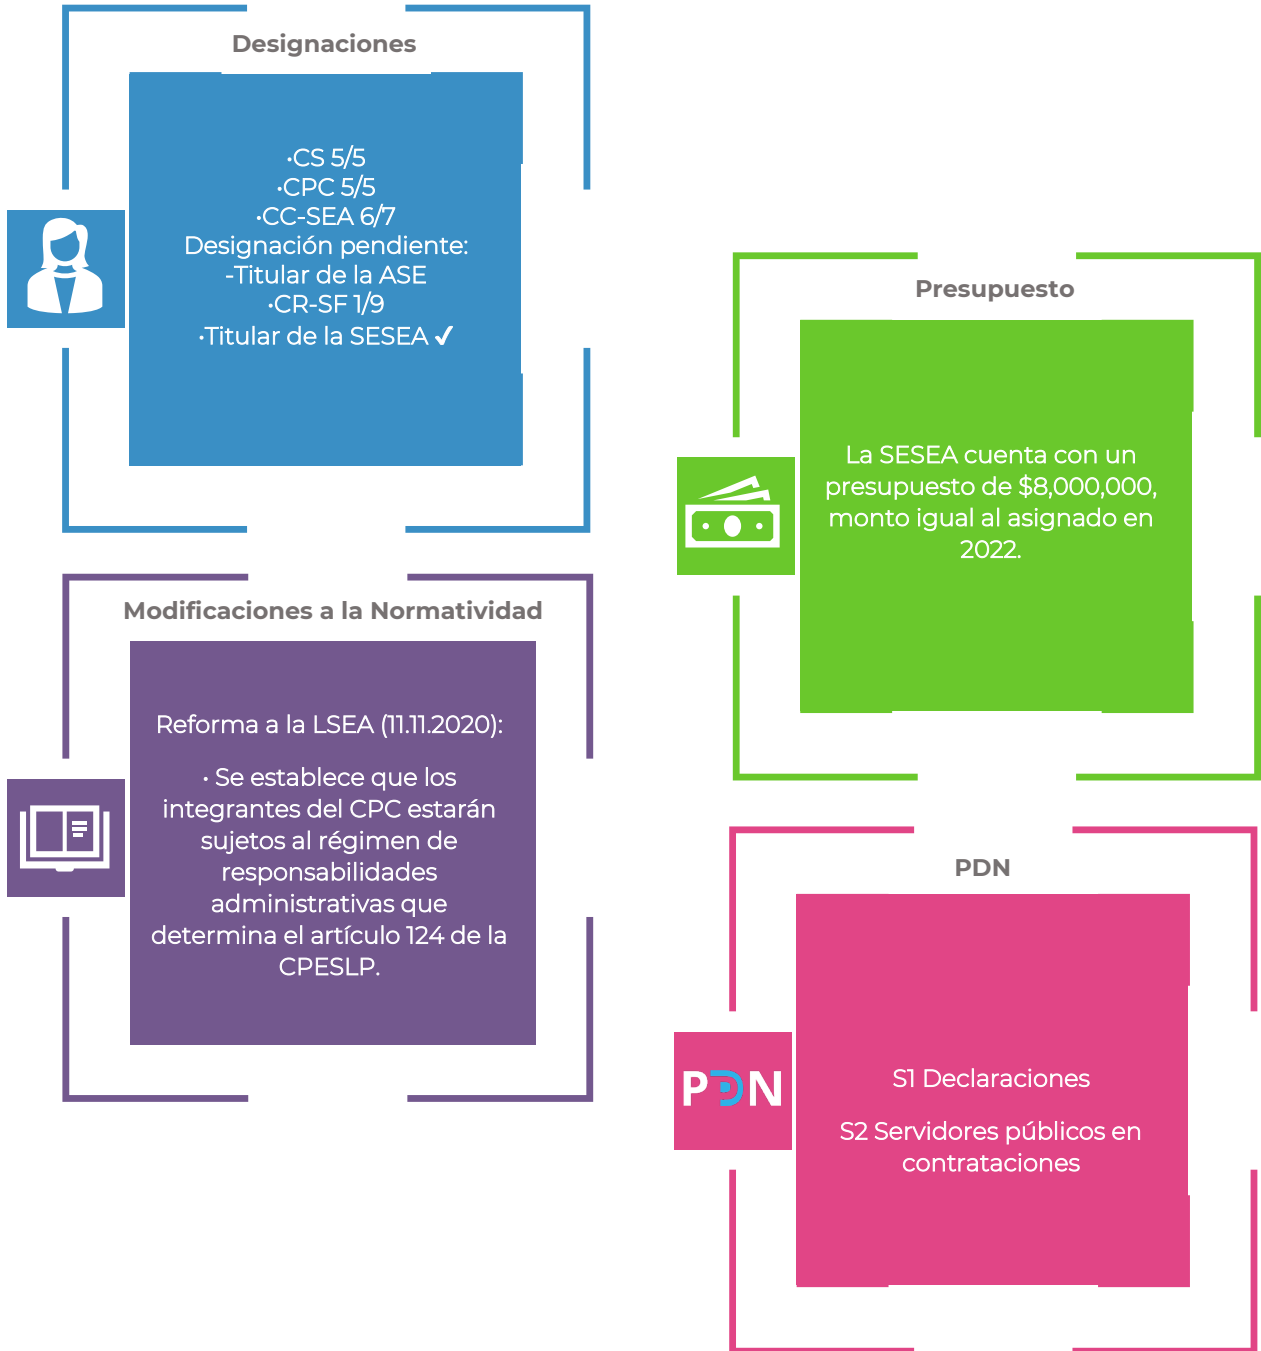 Designaciones
•CS 5/5
•CPC 5/5
•CC-SEA 6/7
Designación pendiente:
-Titular de la ASE
•CR-SF 1/9
•Titular de la SESEA ✓
Modificaciones a la Normatividad
Reforma a la LSEA (11.11.2020):
• Se establece que los
integrantes del CPC estarán
sujetos al régimen de
responsabilidades
administrativas que
determina el artículo 124 de la
CPESLP.
Presupuesto
La SESEA cuenta con un
presupuesto de $8,000,000,
monto igual al asignado en
2022.
PDN
PDN
S1 Declaraciones
S2 Servidores públicos en
contrataciones